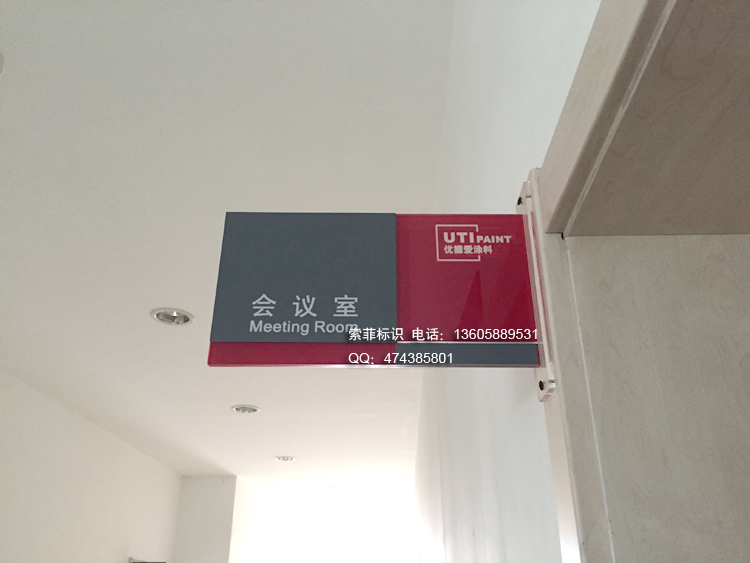 UTI PAINT
优德爱涂料
会议室
Meeting Room
索菲标识 电话：13605889531
QQ：474385801